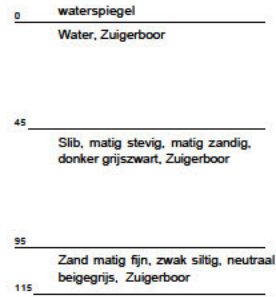 0 waterspiegel
Water, Zuigerboor
45
Slib, matig stevig, matig zandig,
donker grijszwart, Zuigerboor
95
Zand matig fijn, zwak siltig, neutraal
beigegrijs, Zuigerboor
115